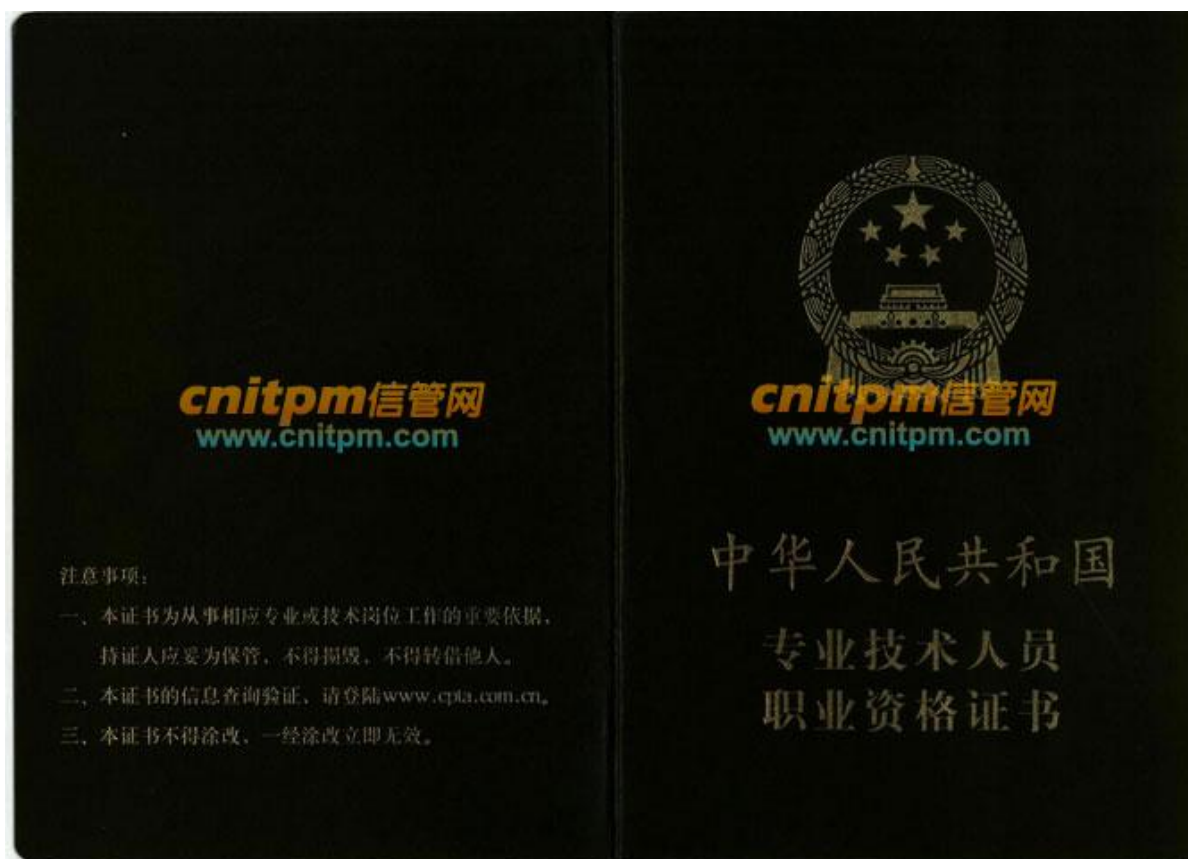 cnitpm信管网
www.cnitpm.com
注意事项：
一、本证书为从事相应专业或技术岗位工作的重要依据，
持证人应妥为保管、不得损毁、不得转借他人。
二、本证书的信息查询验证、请登陆www.cpta.com.cn。
三、本证书不得涂改、一经涂改立即无效。
cnitpm信管网
www.cnitpm.com
中华人民共和国
专业技术人员
职业资格证书